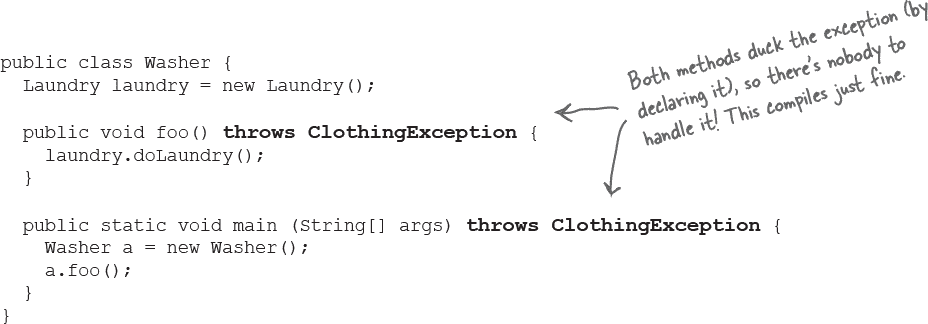 public class Washer {
Laundry laundry = new Laundry();
public void foo() throws ClothingException {
laundry.doLaundry();
}
public static void main (String[] args) throws ClothingException {
Washer a = new Washer();
a.foo();
}
}
Both methods duck the exception (by
declaring it), so there's nobody to
handle it! This compiles just fine.